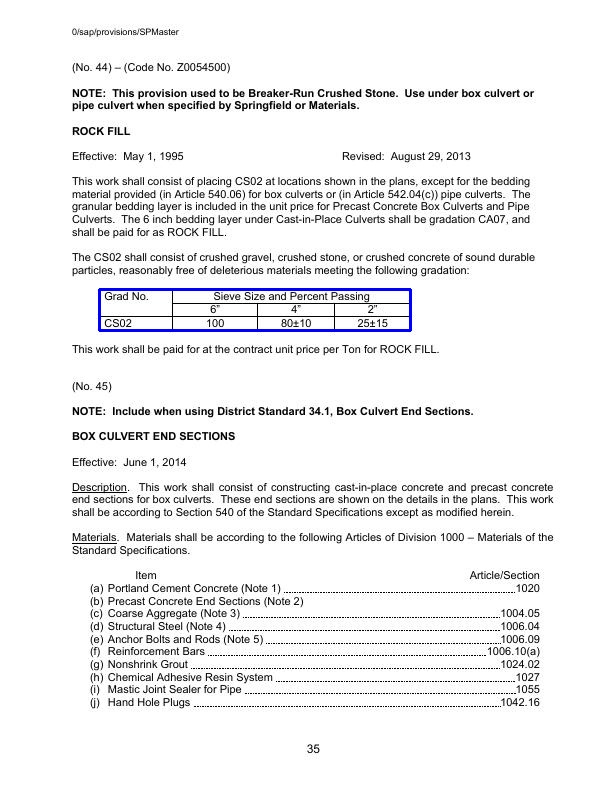 0/sap/provisions/SPMaster
(No. 44) – (Code No. Z0054500)
NOTE:  This provision used to be Breaker-Run Crushed Stone.  Use under box culvert or
pipe culvert when specified by Springfield or Materials.
ROCK FILL
Effective:  May 1, 1995    Revised:  August 29, 2013
This work shall consist of placing CS02 at locations shown in the plans, except for the bedding
material provided (in Article 540.06) for box culverts or (in Article 542.04(c)) pipe culverts.  The
granular bedding layer is included in the unit price for Precast Concrete Box Culverts and Pipe
Culverts.  The 6 inch bedding layer under Cast-in-Place Culverts shall be gradation CA07, and
shall be paid for as ROCK FILL.
The CS02 shall consist of crushed gravel, crushed stone, or crushed concrete of sound durable
particles, reasonably free of deleterious materials meeting the following gradation:
Grad No.    Sieve Size and Percent Passing
6”    4”    2”
CS02    100    80±10    25±15
This work shall be paid for at the contract unit price per Ton for ROCK FILL.
(No. 45)
NOTE:  Include when using District Standard 34.1, Box Culvert End Sections.
BOX CULVERT END SECTIONS
Effective:  June 1, 2014
Description.  This work shall consist of constructing cast-in-place concrete and precast concrete
end sections for box culverts.  These end sections are shown on the details in the plans.  This work
shall be according to Section 540 of the Standard Specifications except as modified herein.
Materials.  Materials shall be according to the following Articles of Division 1000 – Materials of the
Standard Specifications.
Item    Article/Section
(a) Portland Cement Concrete (Note 1) ........ 1020
(b) Precast Concrete End Sections (Note 2)
(c) Coarse Aggregate (Note 3) ........ 1004.05
(d) Structural Steel (Note 4) ........ 1006.04
(e) Anchor Bolts and Rods (Note 5) ........ 1006.09
(f) Reinforcement Bars ........ 1006.10(a)
(g) Nonshrink Grout ........ 1024.02
(h) Chemical Adhesive Resin System ........ 1027
(i) Mastic Joint Sealer for Pipe ........ 1055
(j) Hand Hole Plugs ........ 1042.16
35